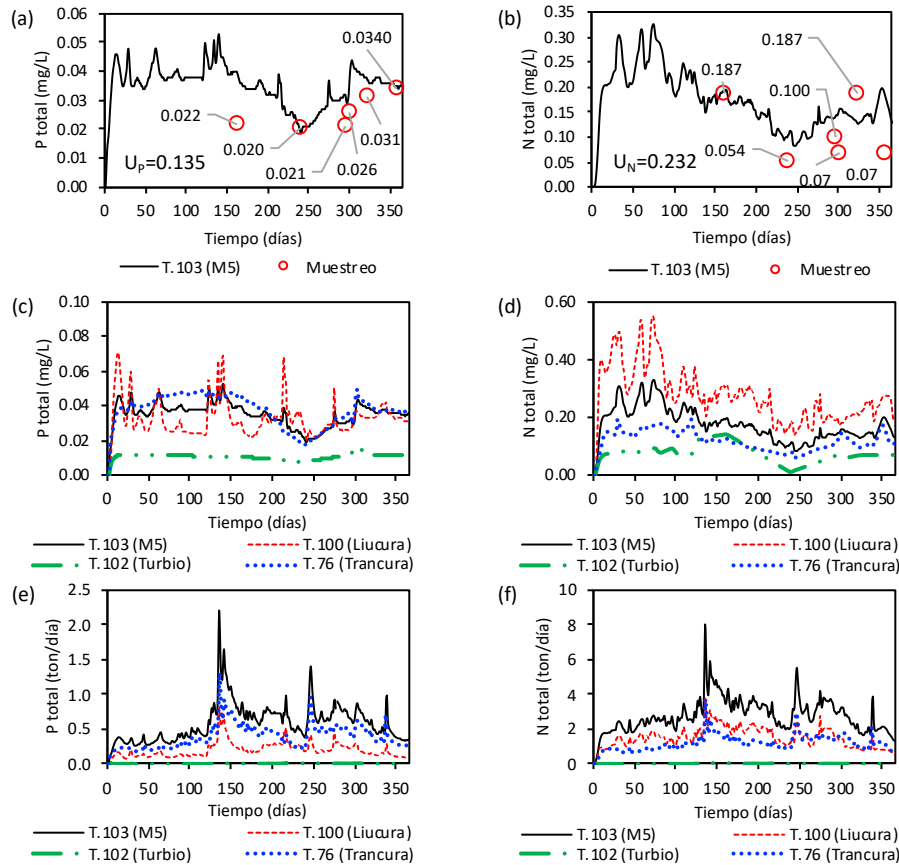 (a)
P total (mg/L)
0.06
0.05
0.04
0.03
0.02
0.01
0.00
0.0340
0.022
0.020
0.031
0.021
0.026
U_P=0.135
0 50 100 150 200 250 300 350
Tiempo (días)
T.103 (M5) Muestreo
(b)
N total (mg/L)
0.35
0.30
0.25
0.20
0.15
0.10
0.05
0.00
0.187
0.187
0.100
0.054
0.07
0.07
U_N=0.232
0 50 100 150 200 250 300 350
Tiempo (días)
T.103 (M5) Muestreo
(c)
P total (mg/L)
0.10
0.08
0.06
0.04
0.02
0.00
0 50 100 150 200 250 300 350
Tiempo (días)
T.103 (M5) T.100 (Liucura)
T.102 (Turbio) T.76 (Trancura)
(d)
N total (mg/L)
0.60
0.40
0.20
0.00
0 50 100 150 200 250 300 350
Tiempo (días)
T.103 (M5) T.100 (Liucura)
T.102 (Turbio) T.76 (Trancura)
(e)
P total (ton/día)
2.5
2.0
1.5
1.0
0.5
0.0
0 50 100 150 200 250 300 350
Tiempo (días)
T.103 (M5) T.100 (Liucura)
T.102 (Turbio) T.76 (Trancura)
(f)
N total (ton/día)
10
8
6
4
2
0
0 50 100 150 200 250 300 350
Tiempo (días)
T.103 (M5) T.100 (Liucura)
T.102 (Turbio) T.76 (Trancura)